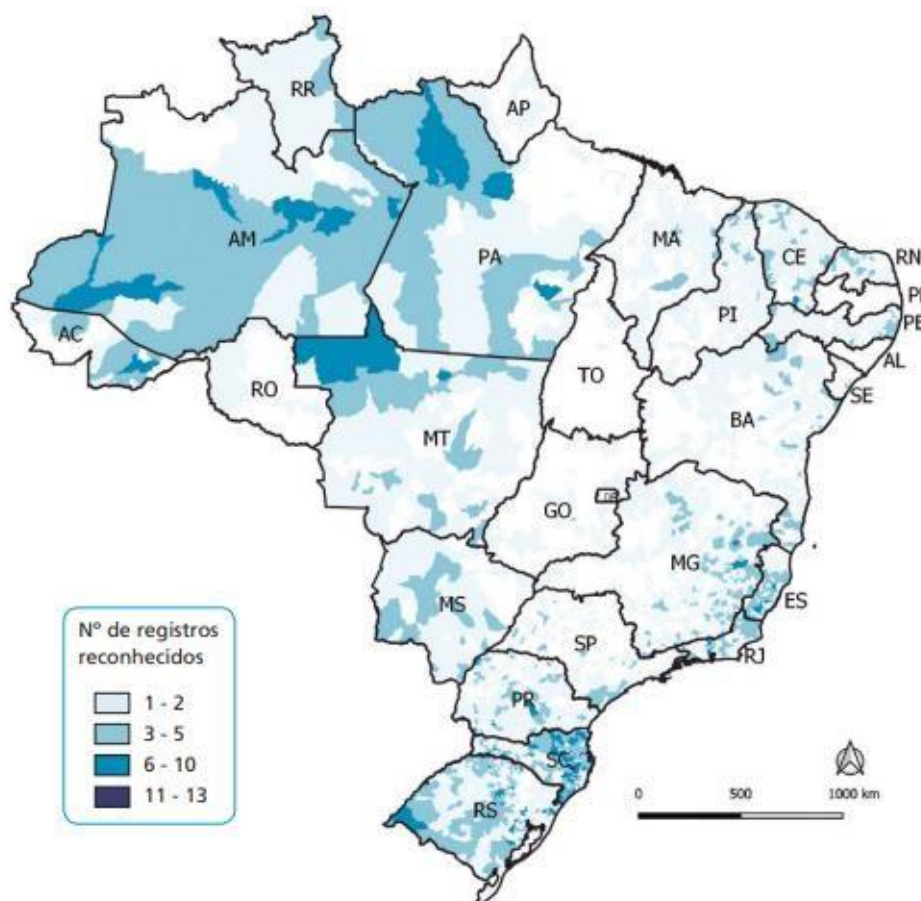 RR
AP
AM
PA
MA
CE
RN
PI
PB
PE
AC
AL
TO
SE
RO
BA
MT
GO
DF
MG
ES
MS
SP
RJ
PR
SC
RS
Nº de registros
reconhecidos
1 - 2
3 - 5
6 - 10
11 - 13
0 500 1000 km